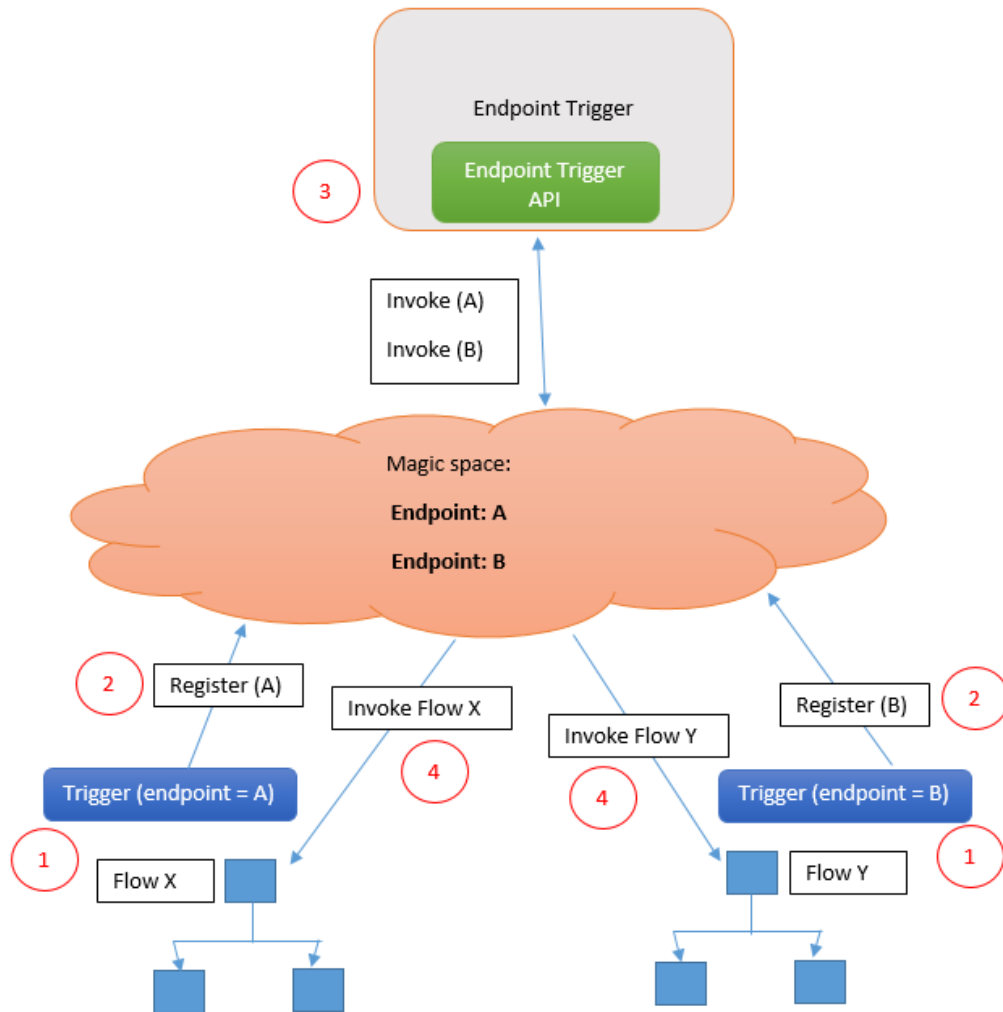 Endpoint Trigger
Endpoint Trigger
API
3
Invoke (A)
Invoke (B)
Magic space:
Endpoint: A
Endpoint: B
2
Register (A)
Invoke Flow X
4
Invoke Flow Y
4
Register (B)
2
Trigger (endpoint = A)
Trigger (endpoint = B)
1
Flow X
Flow Y
1